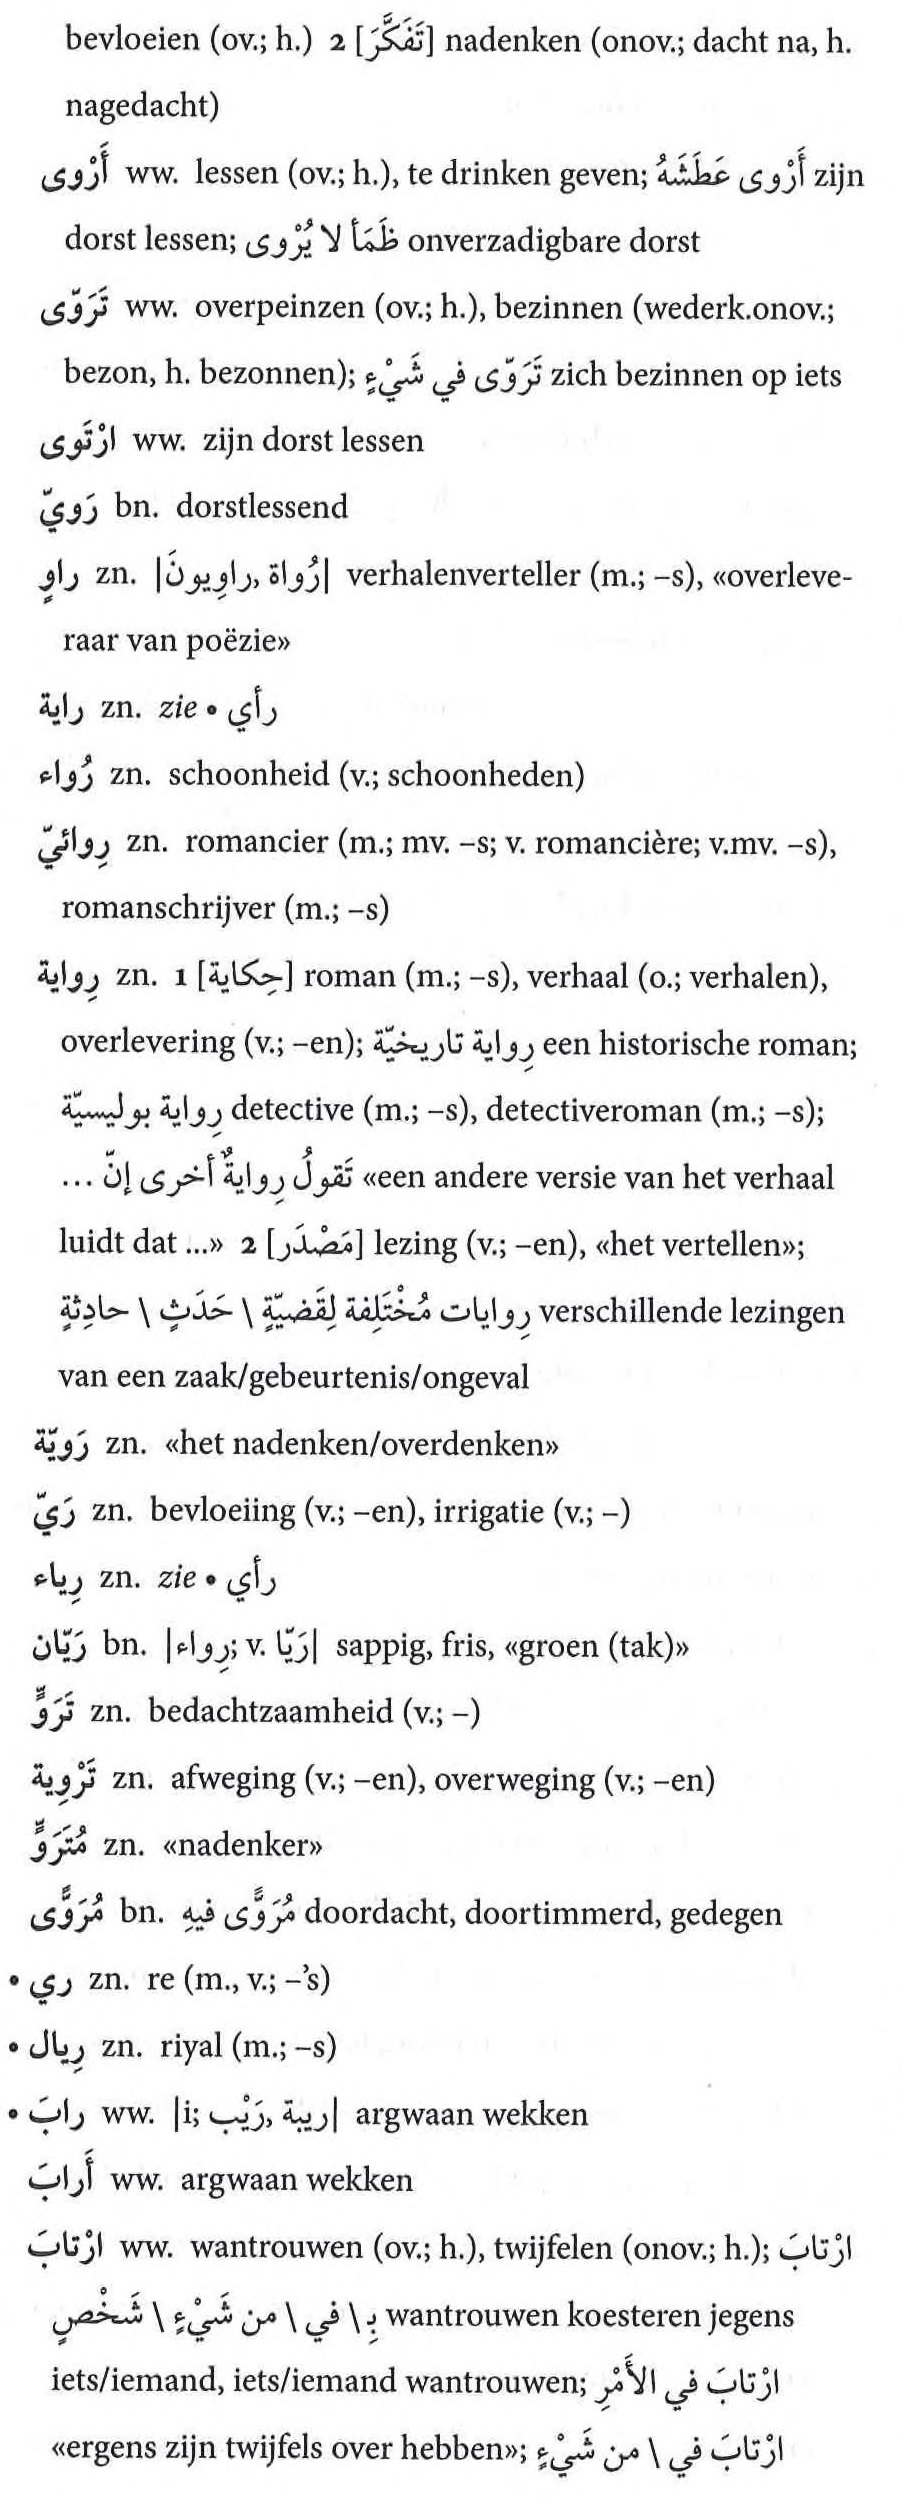 bevloeien (ov.; h.) 2 [تَفَكَّرَ] nadenken (onov.; dacht na, h.
nagedacht)
أَرْوى ww. lessen (ov.; h.), te drinken geven; أَرْوى عَطَشَهُ zijn
dorst lessen; ظَمَأ لا يُرْوى onverzadigbare dorst
تَرَوّى ww. overpeinzen (ov.; h.), bezinnen (wederk.onov.;
bezon, h. bezonnen); تَرَوّى في شَيْءٍ zich bezinnen op iets
ارْتَوى ww. zijn dorst lessen
رَويّ bn. dorstlessend
راوٍ zn. |رُواة, راوِيونَ| verhalenverteller (m.; –s), «overleve-
raar van poëzie»
راية zn. zie • رأي
رُواء zn. schoonheid (v.; schoonheden)
رِوائيّ zn. romancier (m.; mv. –s; v. romancière; v.mv. –s),
romanschrijver (m.; –s)
رِواية zn. 1 [حِكاية] roman (m.; –s), verhaal (o.; verhalen),
overlevering (v.; –en); رِواية تاريخيّة een historische roman;
رِواية بوليسيّة detective (m.; –s), detectiveroman (m.; –s);
تَقولُ رِوايةٌ أُخرى إنّ ... «een andere versie van het verhaal
luidt dat ...» 2 [مَصْدَر] lezing (v.; –en), «het vertellen»;
رِوايات مُخْتَلِفة لِقَضيّةٍ \ حَدَثٍ \ حادِثةٍ verschillende lezingen
van een zaak/gebeurtenis/ongeval
رَويّة zn. «het nadenken/overdenken»
رَيّ zn. bevloeiing (v.; –en), irrigatie (v.; –)
رِياء zn. zie • رأي
رَيّان bn. |رِواء; v. رَيّا| sappig, fris, «groen (tak)»
تَرَوٍّ zn. bedachtzaamheid (v.; –)
تَرْوِية zn. afweging (v.; –en), overweging (v.; –en)
مُتَرَوٍّ zn. «nadenker»
مُرَوًّى bn. مُرَوًّى فيهِ doordacht, doortimmerd, gedegen
• ري zn. re (m., v.; –’s)
• رِيال zn. riyal (m.; –s)
• رابَ ww. |i; رَيْب, ريبة| argwaan wekken
أَرابَ ww. argwaan wekken
ارْتابَ ww. wantrouwen (ov.; h.), twijfelen (onov.; h.); ارْتابَ
بِـ \ في \ من شَيْءٍ \ شَخْصٍ wantrouwen koesteren jegens
iets/iemand, iets/iemand wantrouwen; ارْتابَ في الأَمْرِ
«ergens zijn twijfels over hebben»; ارْتابَ في \ من شَيْءٍ